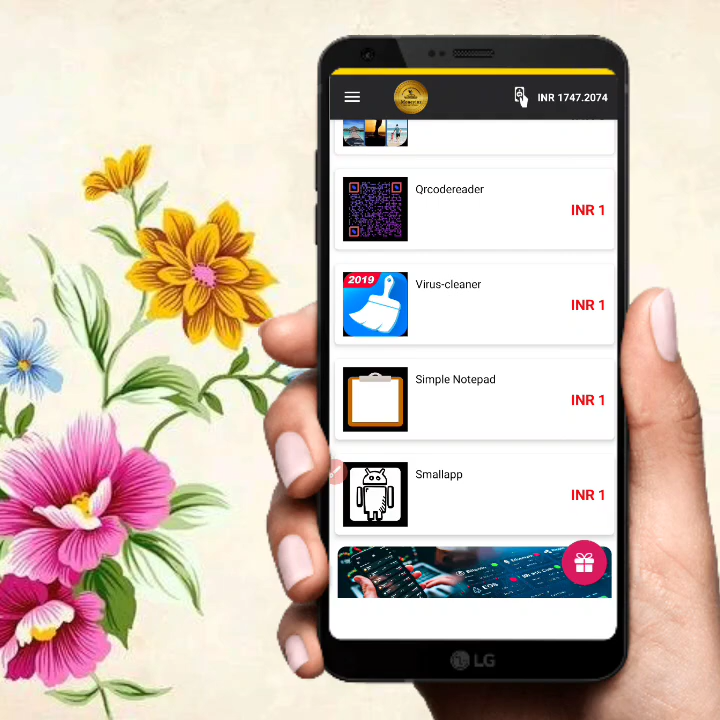 INR 1747.2074
Qrcodereader
INR 1
2019
Virus-cleaner
INR 1
Simple Notepad
INR 1
Smallapp
INR 1
EOS
LG